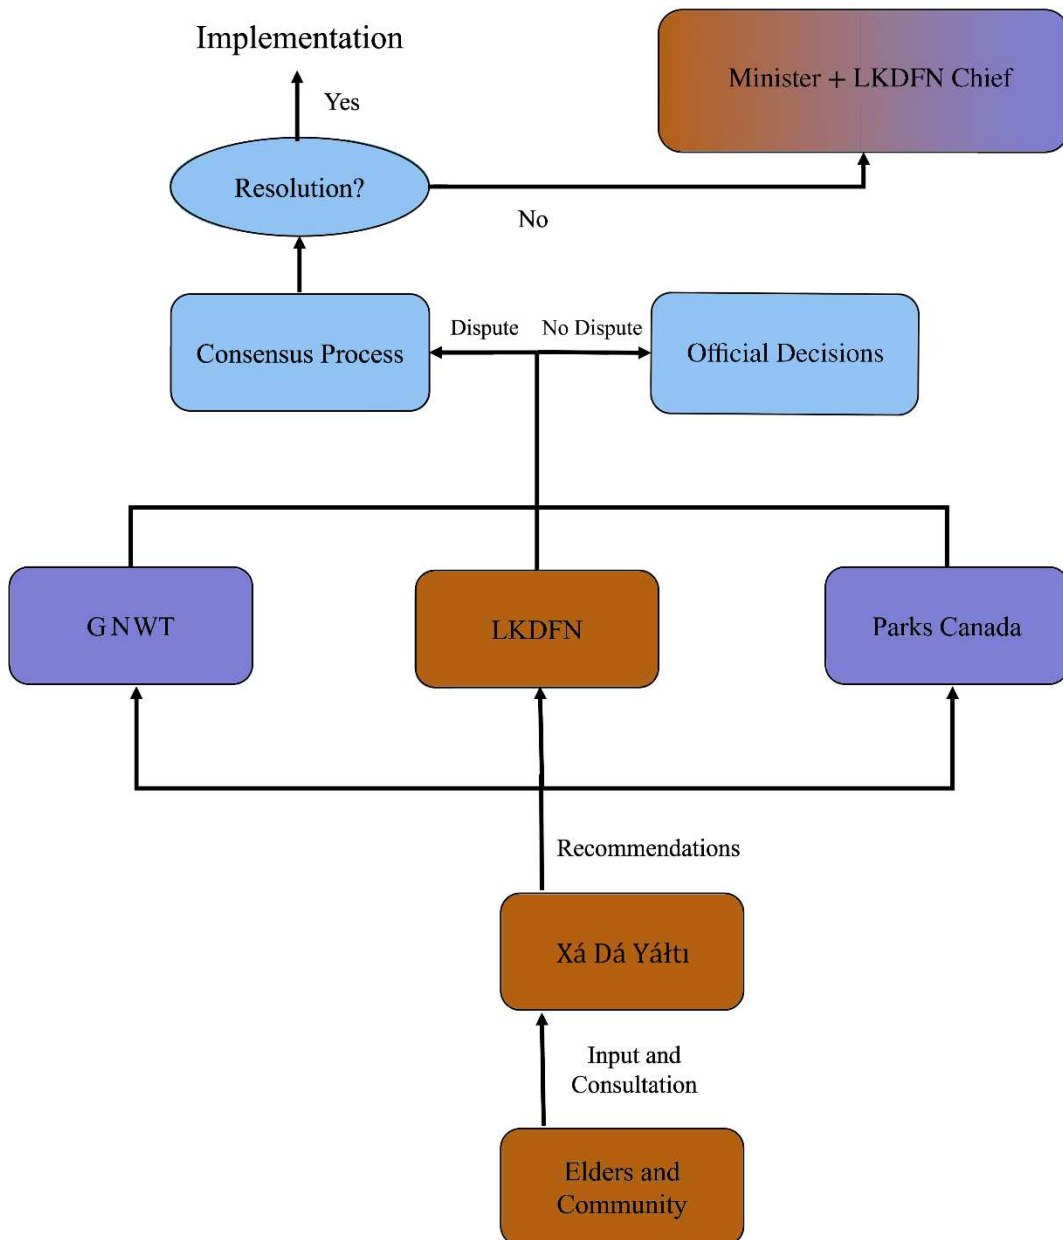 Implementation
Minister + LKDFN Chief
Yes
Resolution?
No
Consensus Process
Dispute
No Dispute
Official Decisions
GNWT
LKDFN
Parks Canada
Recommendations
Xá Dá Yáłtı
Input and
Consultation
Elders and
Community